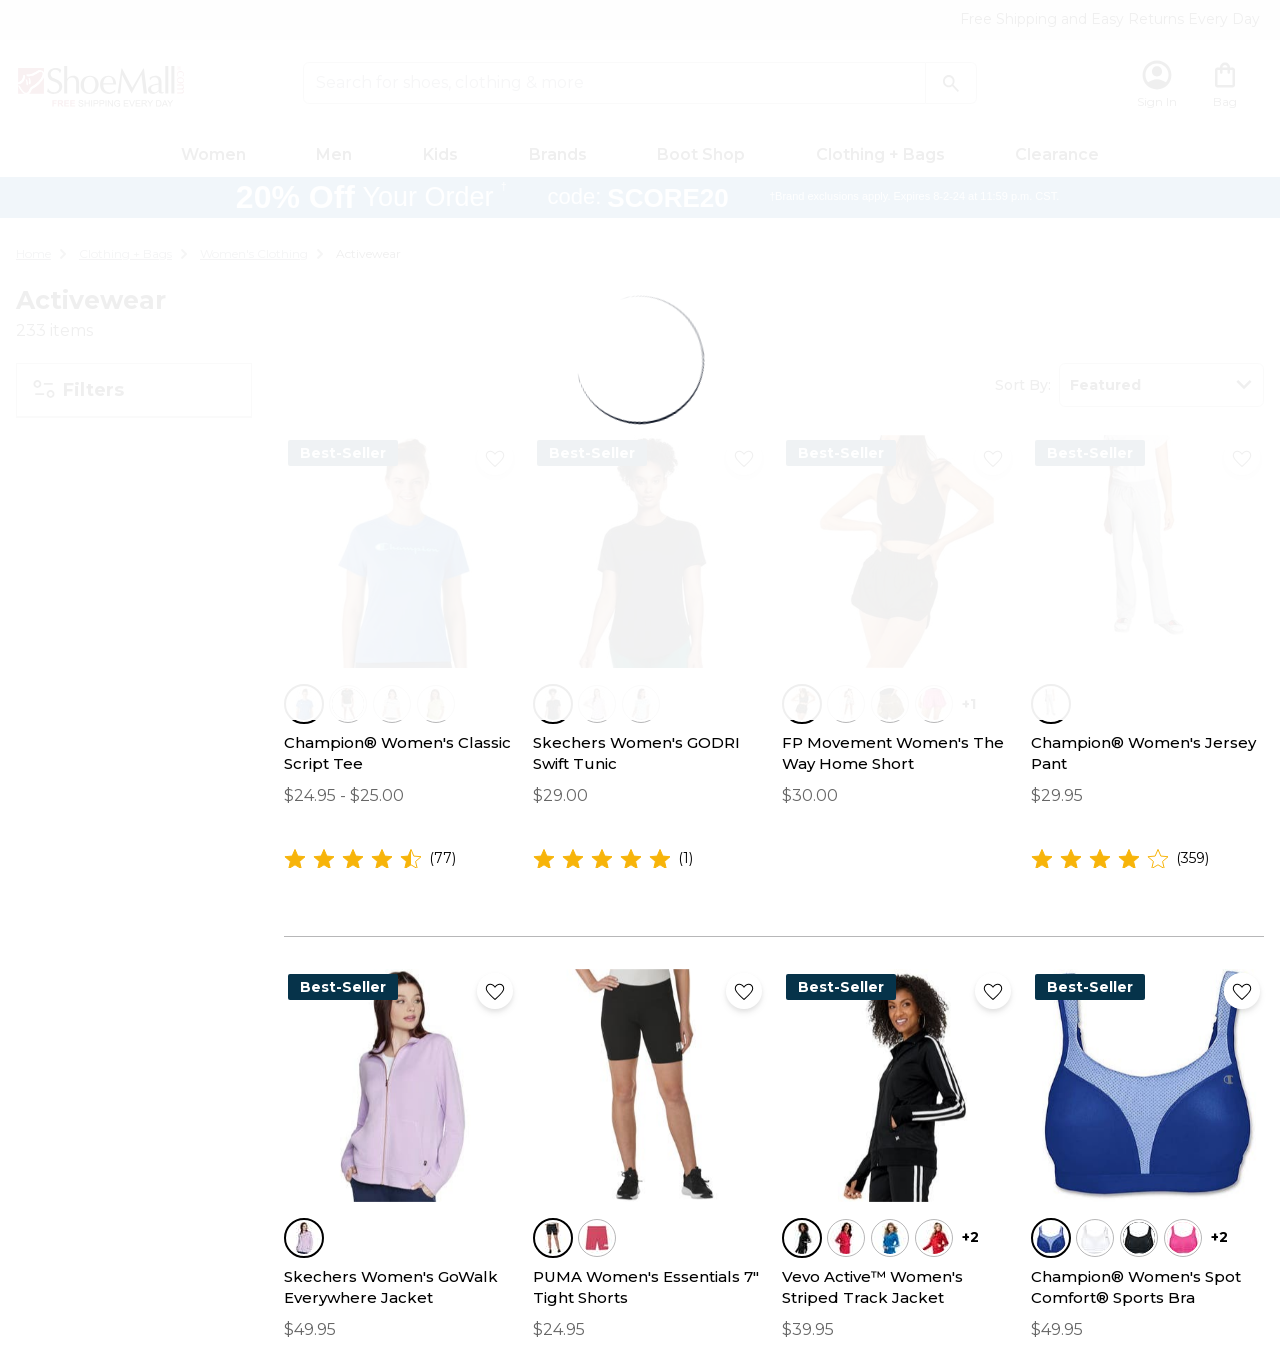 Free Shipping and Easy Returns Every Day
ShoeMall
FREE SHIPPING EVERY DAY
Search for shoes, clothing & more
Sign In
Bag
Women Men Kids Brands Boot Shop Clothing + Bags Clearance
20% Off Your Order † code: SCORE20 †Brand exclusions apply. Expires 6-2-24 at 11:59 p.m. CST.
Home Clothing + Bags Women's Clothing Activewear
Activewear
233 items
Filters
Sort By: Featured
Best-Seller
Best-Seller
Best-Seller
Best-Seller
+1
Champion® Women's Classic
Script Tee
$24.95 - $25.00
(77)
Skechers Women's GODRI
Swift Tunic
$29.00
(1)
FP Movement Women's The
Way Home Short
$30.00
Champion® Women's Jersey
Pant
$29.95
(359)
Best-Seller
Best-Seller
Best-Seller
Skechers Women's GoWalk
Everywhere Jacket
$49.95
PUMA Women's Essentials 7"
Tight Shorts
$24.95
+2
Vevo Active™ Women's
Striped Track Jacket
$39.95
+2
Champion® Women's Spot
Comfort® Sports Bra
$49.95